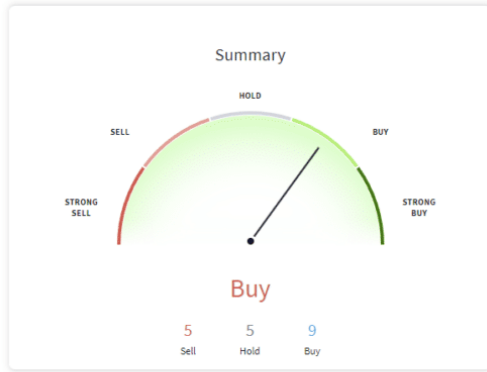 Summary
HOLD
SELL
BUY
STRONG
SELL
STRONG
BUY
Buy
5 5 9
Sell Hold Buy